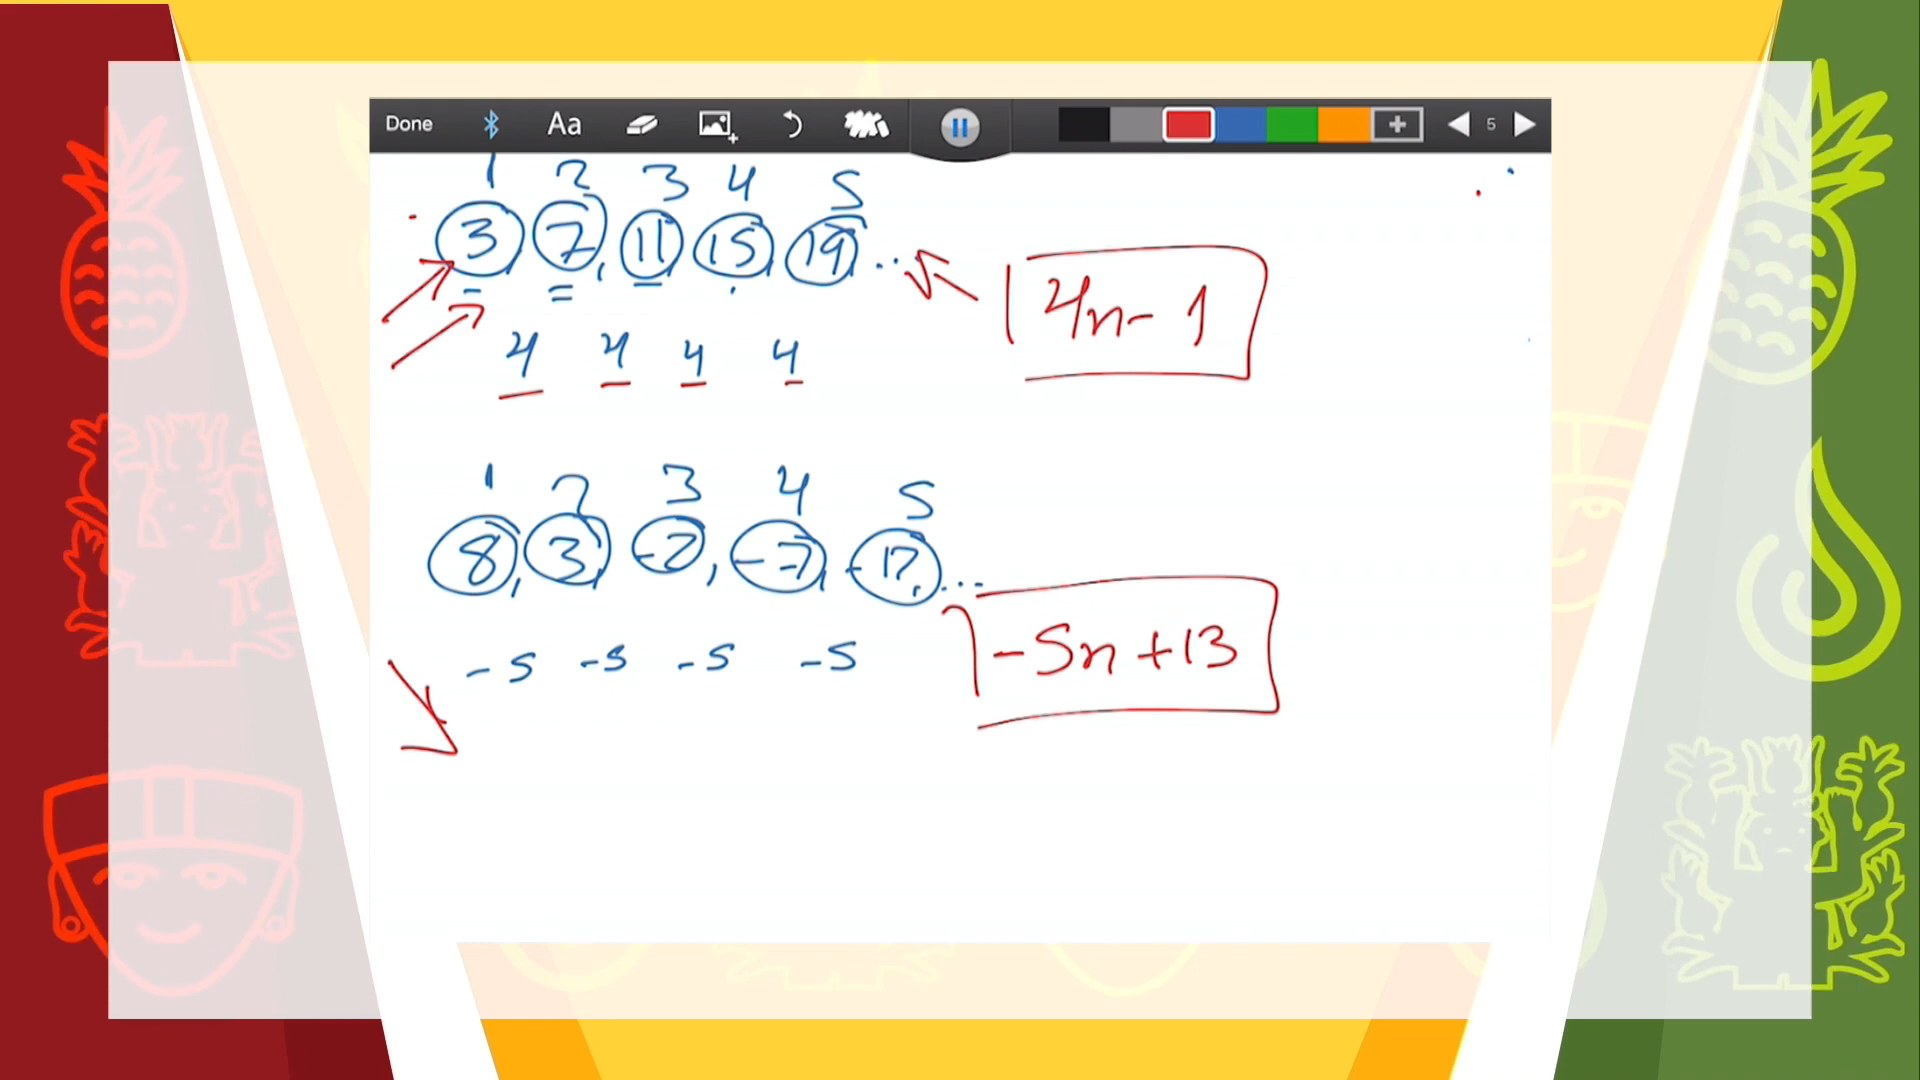 Done Aa 5
1 2 3 4 5
3, 7, 11, 15, 19, ...
4n - 1
4 4 4 4
1 2 3 4 5
8, 3, -2, -7, -12, ...
-5n + 13
-5 -5 -5 -5